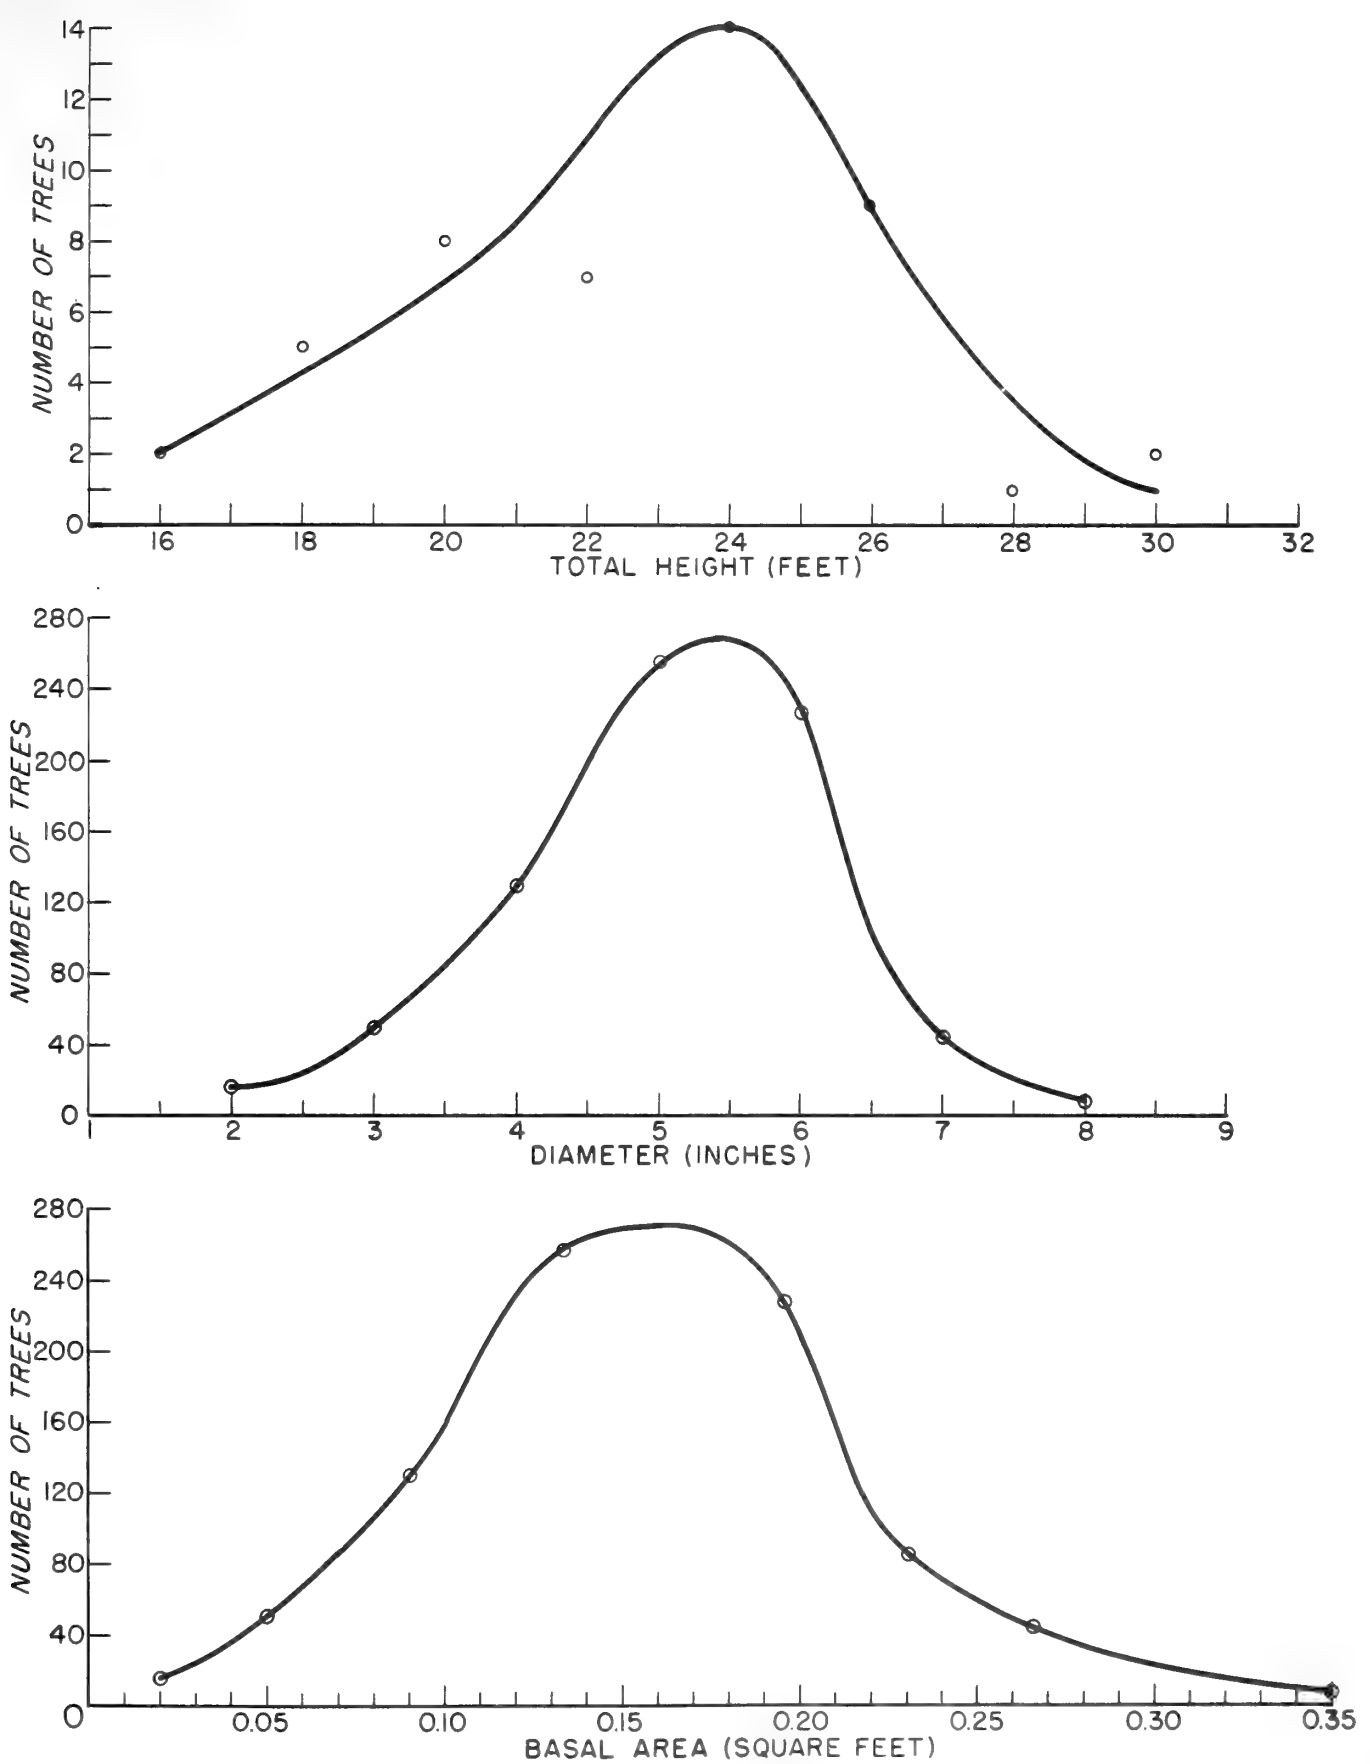 14
12
10
8
6
4
2
0
NUMBER OF TREES
16 18 20 22 24 26 28 30 32
TOTAL HEIGHT (FEET)
280
240
200
160
120
80
40
0
NUMBER OF TREES
1 2 3 4 5 6 7 8 9
DIAMETER (INCHES)
280
240
200
160
120
80
40
0
NUMBER OF TREES
0.05 0.10 0.15 0.20 0.25 0.30 0.35
BASAL AREA (SQUARE FEET)